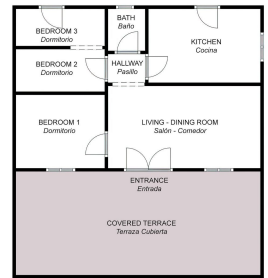 BATH
Baño
BEDROOM 3
Dormitorio
KITCHEN
Cocina
BEDROOM 2
Dormitorio
HALLWAY
Pasillo
BEDROOM 1
Dormitorio
LIVING - DINING ROOM
Salón - Comedor
ENTRANCE
Entrada
COVERED TERRACE
Terraza Cubierta